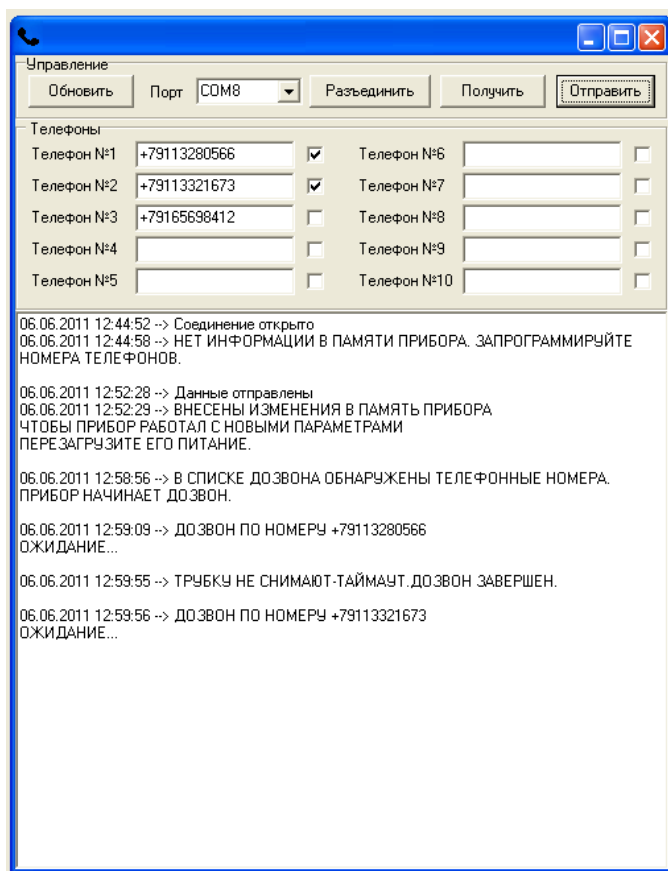 Управление
Обновить Порт COM8 Разъединить Получить Отправить
Телефоны
Телефон №1 +79113280566 Телефон №6
Телефон №2 +79113321673 Телефон №7
Телефон №3 +79165698412 Телефон №8
Телефон №4 Телефон №9
Телефон №5 Телефон №10
06.06.2011 12:44:52 --> Соединение открыто
06.06.2011 12:44:58 --> НЕТ ИНФОРМАЦИИ В ПАМЯТИ ПРИБОРА. ЗАПРОГРАММИРУЙТЕ
НОМЕРА ТЕЛЕФОНОВ.
06.06.2011 12:52:28 --> Данные отправлены
06.06.2011 12:52:29 --> ВНЕСЕНЫ ИЗМЕНЕНИЯ В ПАМЯТЬ ПРИБОРА
ЧТОБЫ ПРИБОР РАБОТАЛ С НОВЫМИ ПАРАМЕТРАМИ
ПЕРЕЗАГРУЗИТЕ ЕГО ПИТАНИЕ.
06.06.2011 12:58:56 --> В СПИСКЕ ДОЗВОНА ОБНАРУЖЕНЫ ТЕЛЕФОННЫЕ НОМЕРА.
ПРИБОР НАЧИНАЕТ ДОЗВОН.
06.06.2011 12:59:09 --> ДОЗВОН ПО НОМЕРУ +79113280566
ОЖИДАНИЕ...
06.06.2011 12:59:55 --> ТРУБКУ НЕ СНИМАЮТ-ТАЙМАУТ.ДОЗВОН ЗАВЕРШЕН.
06.06.2011 12:59:56 --> ДОЗВОН ПО НОМЕРУ +79113321673
ОЖИДАНИЕ...